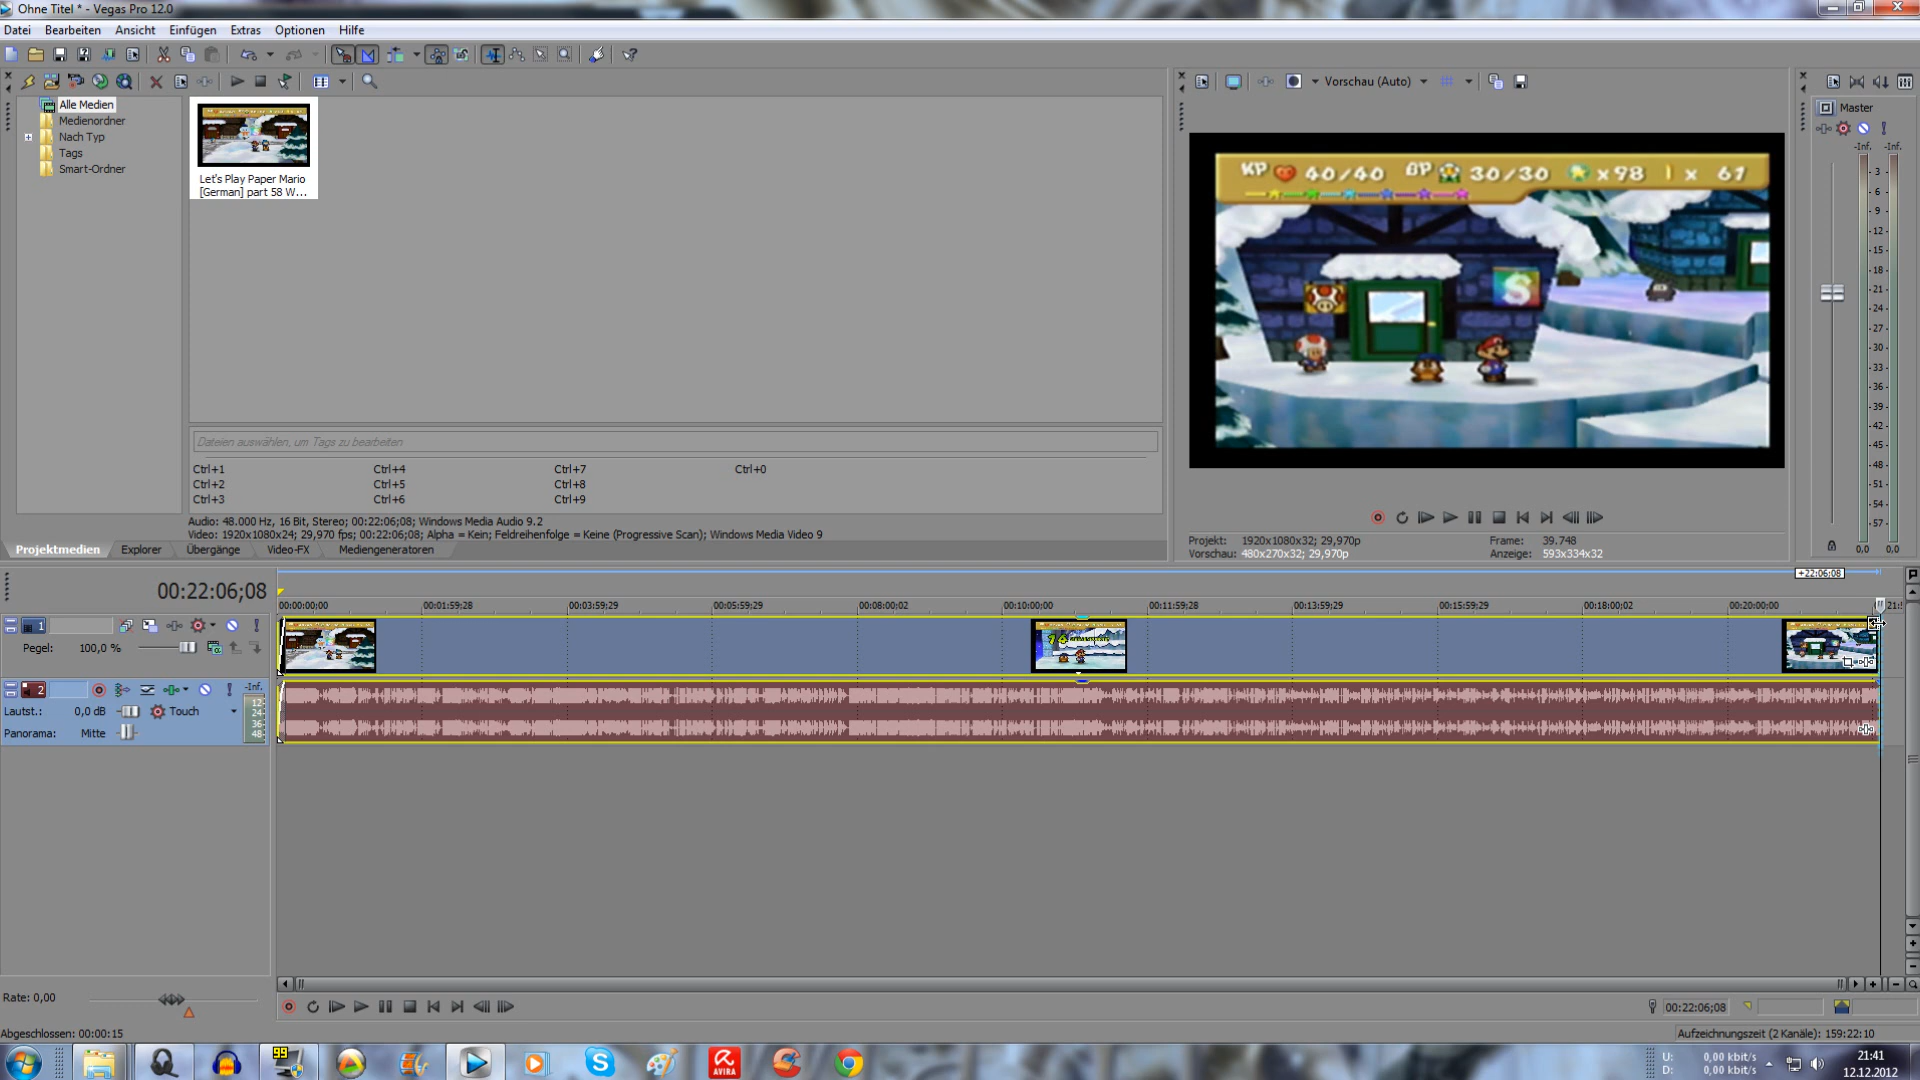 Ohne Titel * - Vegas Pro 12.0
Datei Bearbeiten Ansicht Einfügen Extras Optionen Hilfe
Alle Medien
Medienordner
Nach Typ
Tags
Smart-Ordner
Let's Play Paper Mario
[German] part 58 W...
Dateien auswählen, um Tags zu bearbeiten
Ctrl+1 Ctrl+4 Ctrl+7 Ctrl+0
Ctrl+2 Ctrl+5 Ctrl+8
Ctrl+3 Ctrl+6 Ctrl+9
Audio: 48.000 Hz, 16 Bit, Stereo; 00:22:06;08; Windows Media Audio 9.2
Video: 1920x1080x24; 29,970 fps; 00:22:06;08; Alpha = Kein; Feldreihenfolge = Keine (Progressive Scan); Windows Media Video 9
Projektmedien Explorer Übergänge Video-FX Mediengeneratoren
Vorschau (Auto)
KP 40/40 BP 30/30 x98 x 61
S
Projekt: 1920x1080x32; 29,970p Frame: 39.748
Vorschau: 480x270x32; 29,970p Anzeige: 593x334x32
Master
-Inf. -Inf.
3
6
9
12
15
18
21
24
27
30
33
36
39
42
45
48
51
54
57
0,0 0,0
00:22:06;08
+22:06;08
00:00:00;00 00:01:59;28 00:03:59;29 00:05:59;29 00:08:00;02 00:10:00;00 00:11:59;28 00:13:59;29 00:15:59;29 00:18:00;02 00:20:00;00
1
Pegel: 100,0 %
2 -Inf.
Lautst.: 0,0 dB Touch
Panorama: Mitte
12
24
36
48
Rate: 0,00
00:22:06;08
Abgeschlossen: 00:00:15
Aufzeichnungszeit (2 Kanäle): 159:22:10
99
AVIRA
U: 0,00 kbit/s
D: 0,00 kbit/s
21:41
12.12.2012